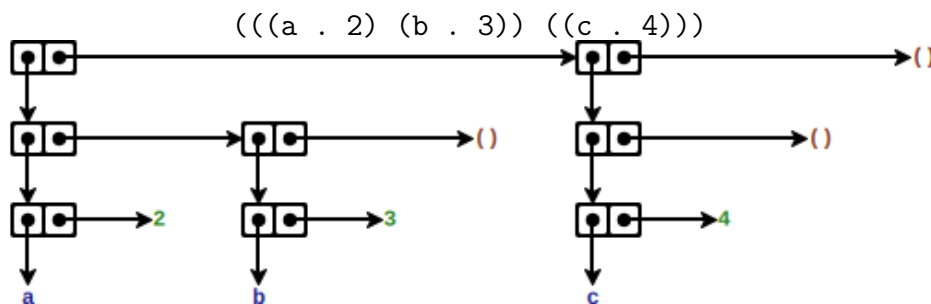 (((a . 2) (b . 3)) ((c . 4)))
()
() ()
2 3 4
a b c